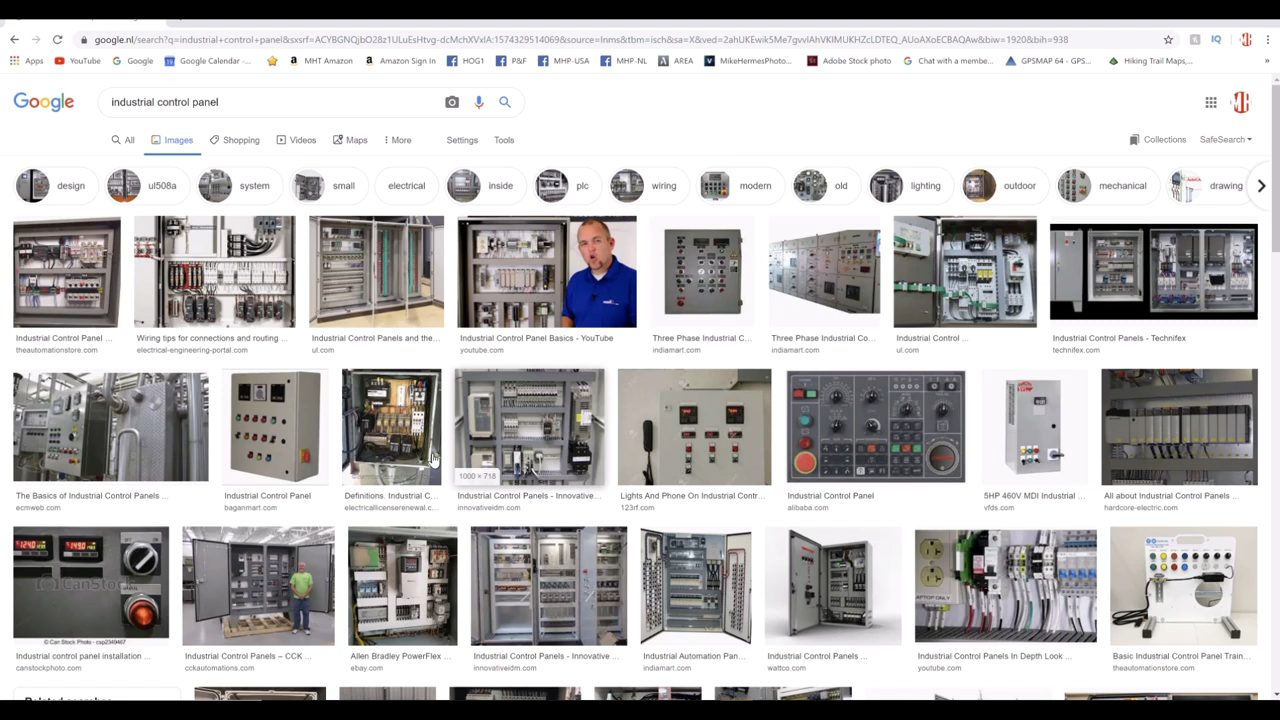 google.nl/search?q=industrial+control+panel&sxsrf=ACYBGNQjbO28z1ULuEsHtvg-dcMchXVxIA:1574329514069&source=lnms&tbm=isch&sa=X&ved=2ahUKEwik5Me7gvvlAhVKIMUKHZcLDTEQ_AUoAXoECBAQAw&biw=1920&bih=938
Apps YouTube Google Google Calendar -... MHT Amazon Amazon Sign In HOG1 P&F MHP-USA MHP-NL AREA MikeHermesPhoto... Adobe Stock photo Chat with a membe... GPSMAP 64 - GPS... Hiking Trail Maps,... »
Google industrial control panel MH
All Images Shopping Videos Maps More Settings Tools Collections SafeSearch
design ul508a system small electrical inside plc wiring modern old lighting outdoor mechanical drawing
Industrial Control Panel ... Wiring tips for connections and routing ... Industrial Control Panels and the... Industrial Control Panel Basics - YouTube Three Phase Industrial C... Three Phase Industrial Co... Industrial Control ... Industrial Control Panels - Technifex
theautomationstore.com electrical-engineering-portal.com ul.com youtube.com indiamart.com indiamart.com ul.com technifex.com
1000 × 718
The Basics of Industrial Control Panels ... Industrial Control Panel Definitions. Industrial C... Industrial Control Panels - Innovative... Lights And Phone On Industrial Contr... Industrial Control Panel 5HP 460V MDI Industrial ... All about Industrial Control Panels ...
ecmweb.com baganmart.com electricallicenserenewal.c... innovativeidm.com 123rf.com alibaba.com vfds.com hardcore-electric.com
CanStock
LAPTOP ONLY
© Can Stock Photo - csp2349467
Industrial control panel installation ... Industrial Control Panels – CCK ... Allen Bradley PowerFlex ... Industrial Control Panels - Innovative ... Industrial Automation Pan... Industrial Control Panels ... Industrial Control Panels In Depth Look ... Basic Industrial Control Panel Train...
canstockphoto.com cckautomations.com ebay.com innovativeidm.com indiamart.com wattco.com youtube.com theautomationstore.com
Related searches